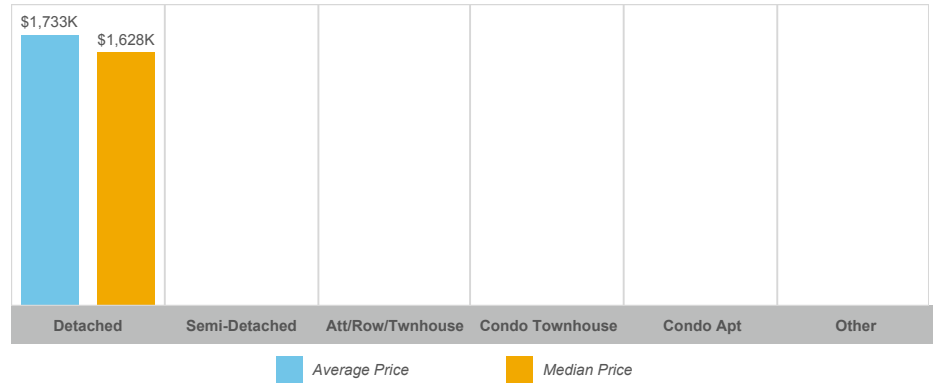 $1,733K
$1,628K
Detached Semi-Detached Att/Row/Twnhouse Condo Townhouse Condo Apt Other
Average Price Median Price